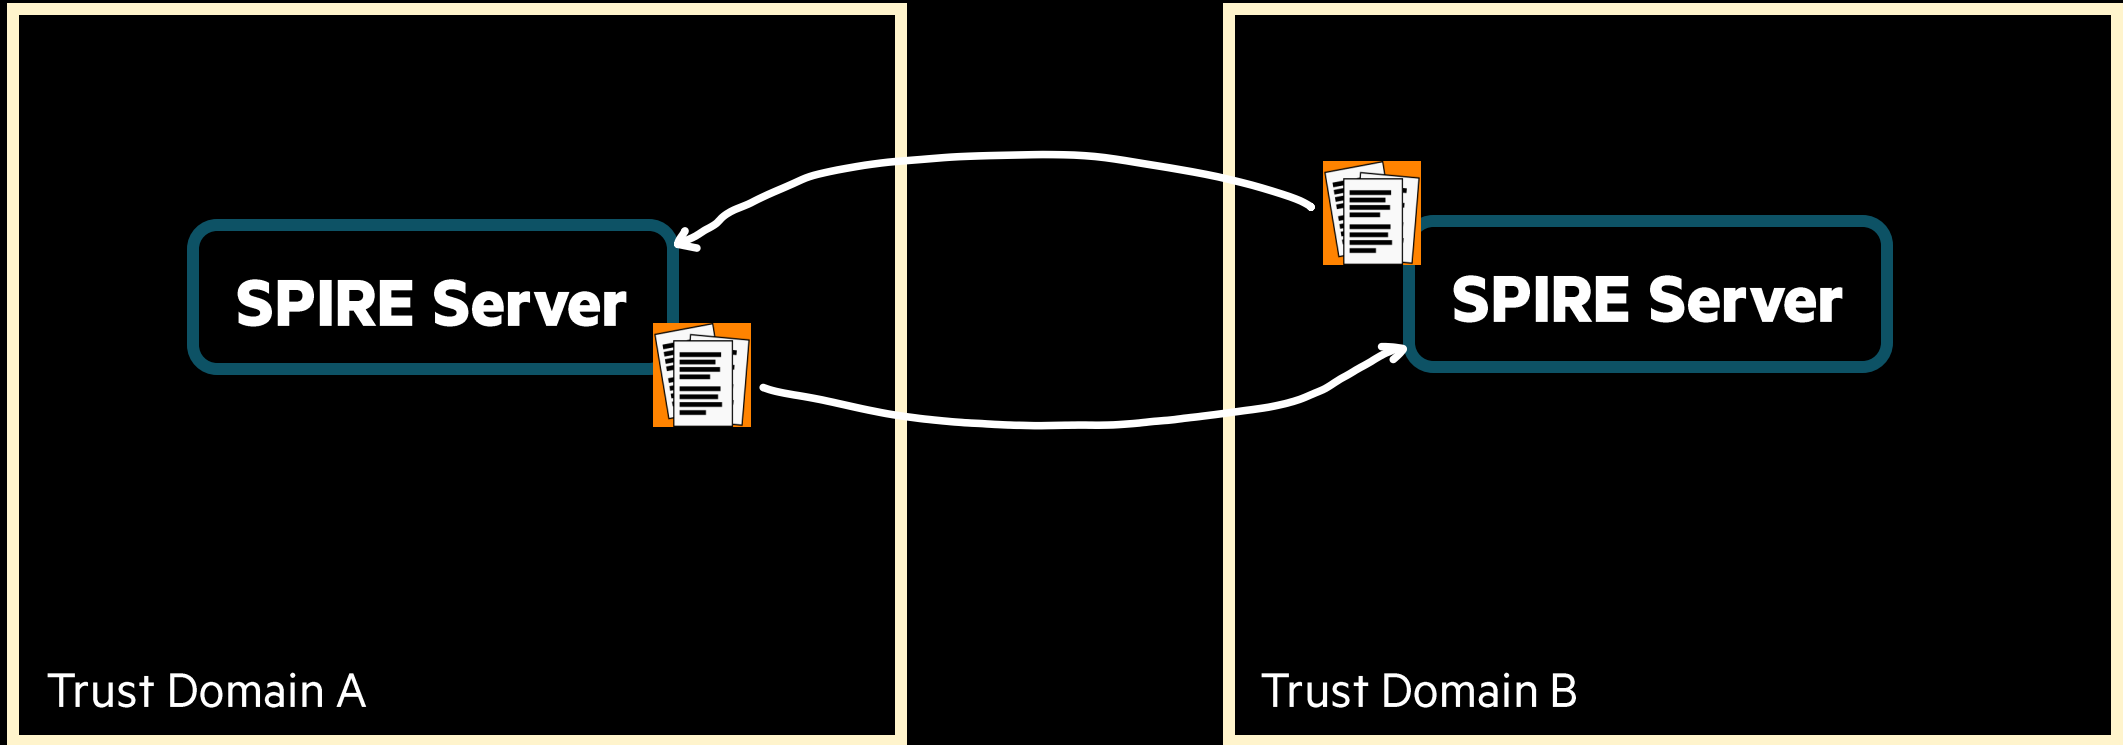 SPIRE Server
SPIRE Server
Trust Domain A
Trust Domain B